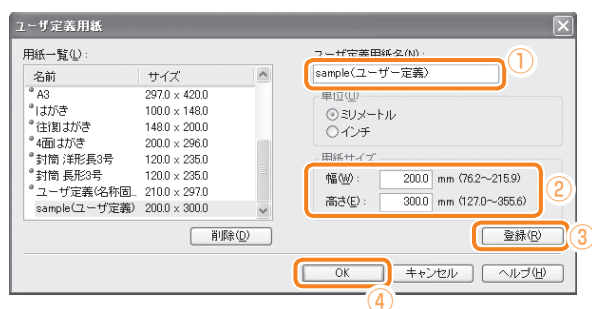 ユーザ定義用紙
用紙一覧(L):
名前 サイズ
A3 297.0 x 420.0
はがき 100.0 x 148.0
往復はがき 148.0 x 200.0
4面はがき 200.0 x 296.0
封筒 洋形長3号 120.0 x 235.0
封筒 長形3号 120.0 x 235.0
ユーザ定義(名称固... 210.0 x 297.0
sample(ユーザ定義) 200.0 x 300.0
削除(D)
ユーザ定義用紙名(N):
sample(ユーザー定義)
①
単位(U)
ミリメートル
インチ
用紙サイズ
幅(W): 200.0 mm (76.2~215.9)
高さ(E): 300.0 mm (127.0~355.6)
②
登録(R)
③
OK キャンセル ヘルプ(H)
④